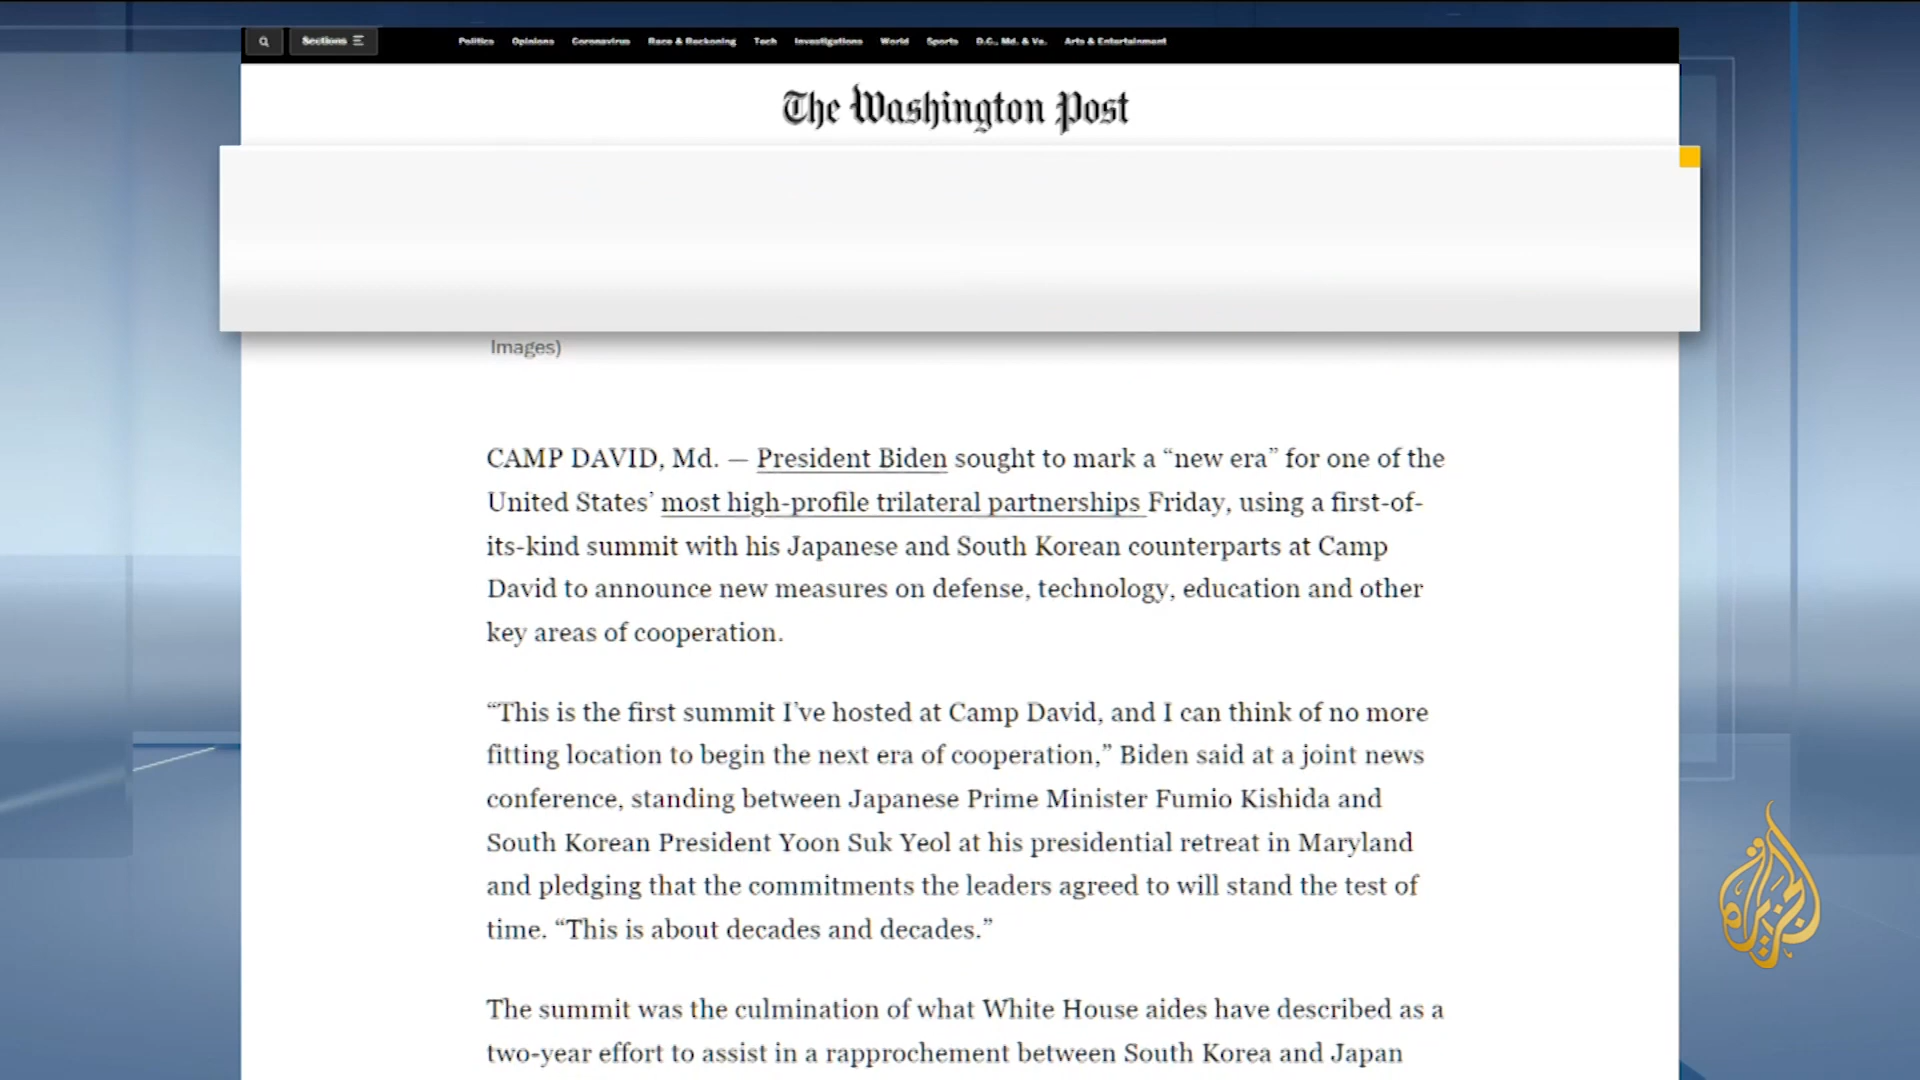 Sections
Politics Opinions Coronavirus Race & Reckoning Tech Investigations World Sports D.C., Md. & Va. Arts & Entertainment
The Washington Post
Images)
CAMP DAVID, Md. — President Biden sought to mark a “new era” for one of the
United States’ most high-profile trilateral partnerships Friday, using a first-of-
its-kind summit with his Japanese and South Korean counterparts at Camp
David to announce new measures on defense, technology, education and other
key areas of cooperation.
“This is the first summit I’ve hosted at Camp David, and I can think of no more
fitting location to begin the next era of cooperation,” Biden said at a joint news
conference, standing between Japanese Prime Minister Fumio Kishida and
South Korean President Yoon Suk Yeol at his presidential retreat in Maryland
and pledging that the commitments the leaders agreed to will stand the test of
time. “This is about decades and decades.”
The summit was the culmination of what White House aides have described as a
two-year effort to assist in a rapprochement between South Korea and Japan
الجزيرة